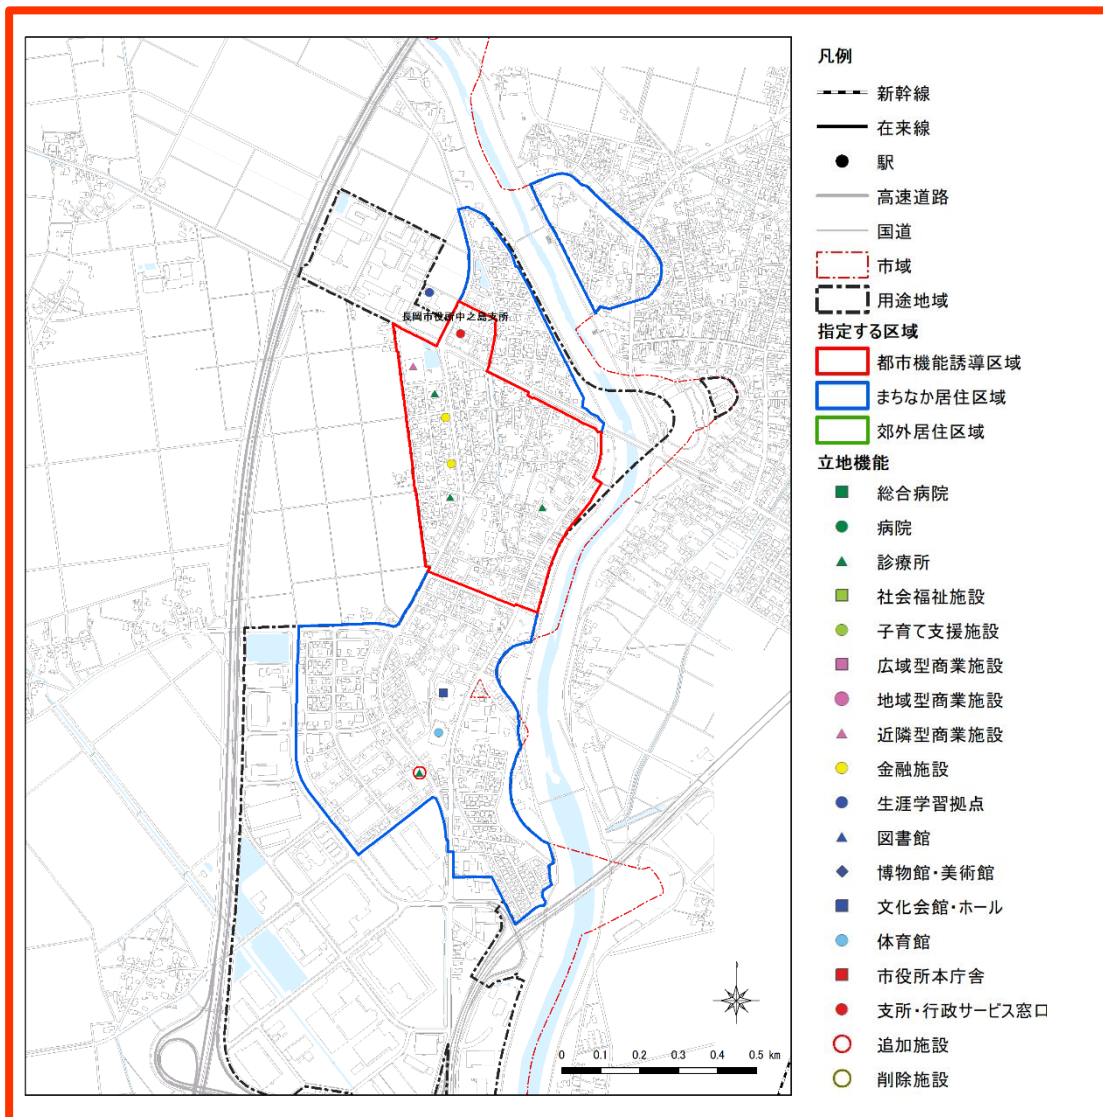 長岡市役所中之島支所
0 0.1 0.2 0.3 0.4 0.5 km
凡例
新幹線
在来線
駅
高速道路
国道
市域
用途地域
指定する区域
都市機能誘導区域
まちなか居住区域
郊外居住区域
立地機能
総合病院
病院
診療所
社会福祉施設
子育て支援施設
広域型商業施設
地域型商業施設
近隣型商業施設
金融施設
生涯学習拠点
図書館
博物館・美術館
文化会館・ホール
体育館
市役所本庁舎
支所・行政サービス窓口
追加施設
削除施設